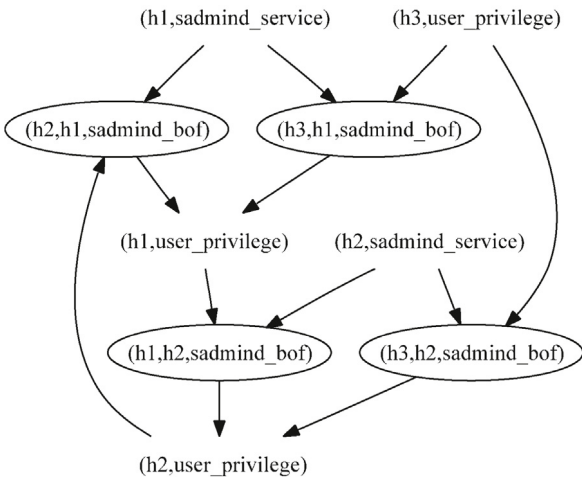 (h1,sadmind_service)
(h3,user_privilege)
(h2,h1,sadmind_bof)
(h3,h1,sadmind_bof)
(h1,user_privilege)
(h2,sadmind_service)
(h1,h2,sadmind_bof)
(h3,h2,sadmind_bof)
(h2,user_privilege)